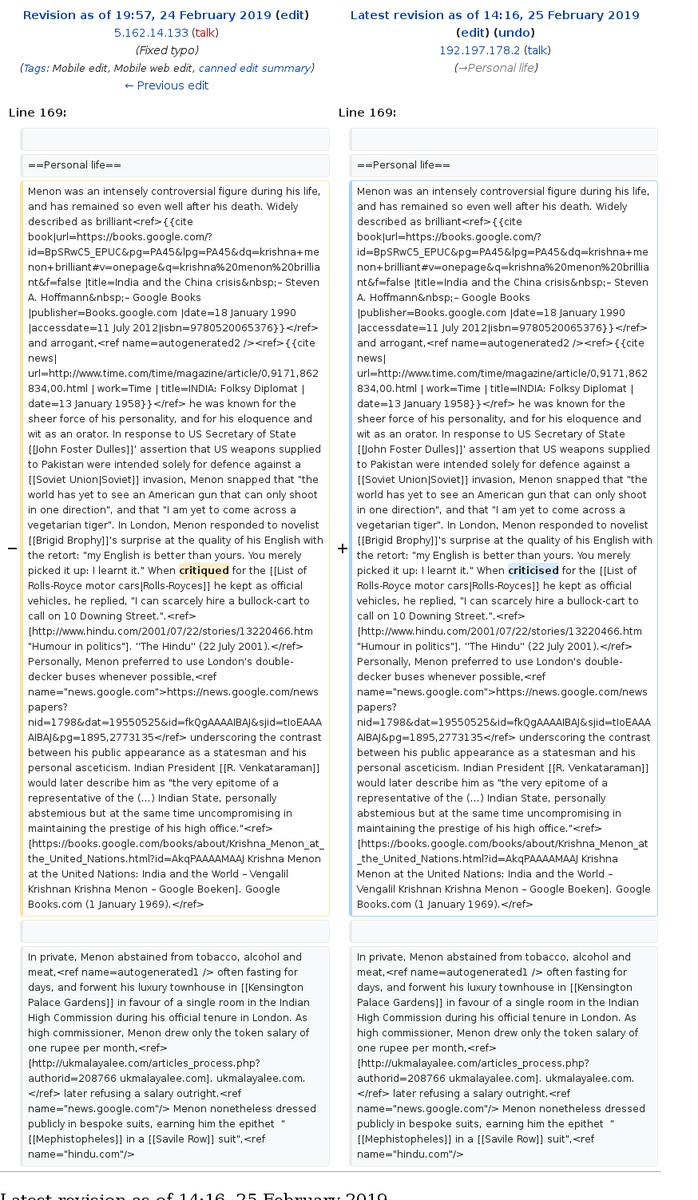 Revision as of 19:57, 24 February 2019 (edit)
5.162.14.133 (talk)
(Fixed typo)
(Tags: Mobile edit, Mobile web edit, canned edit summary)
← Previous edit
Latest revision as of 14:16, 25 February 2019
(edit) (undo)
192.197.178.2 (talk)
(→Personal life)
Line 169:
Line 169:
==Personal life==
==Personal life==
−
Menon was an intensely controversial figure during his life,
and has remained so even well after his death. Widely
described as brilliant<ref>{{cite
book|url=https://books.google.com/?
id=BpSRwC5_EPUC&pg=PA45&lpg=PA45&dq=krishna+me
non+brilliant#v=onepage&q=krishna%20menon%20brillia
nt&f=false |title=India and the China crisis&nbsp;– Steven
A. Hoffmann&nbsp;– Google Books
|publisher=Books.google.com |date=18 January 1990
|accessdate=11 July 2012|isbn=9780520065376}}</ref>
and arrogant,<ref name=autogenerated2 /><ref>{{cite
news|
url=http://www.time.com/time/magazine/article/0,9171,862
834,00.html | work=Time | title=INDIA: Folksy Diplomat |
date=13 January 1958}}</ref> he was known for the
sheer force of his personality, and for his eloquence and
wit as an orator. In response to US Secretary of State
[[John Foster Dulles]]' assertion that US weapons supplied
to Pakistan were intended solely for defence against a
[[Soviet Union|Soviet]] invasion, Menon snapped that "the
world has yet to see an American gun that can only shoot
in one direction", and that "I am yet to come across a
vegetarian tiger". In London, Menon responded to novelist
[[Brigid Brophy]]'s surprise at the quality of his English with
the retort: "my English is better than yours. You merely
picked it up: I learnt it." When critiqued for the [[List of
Rolls-Royce motor cars|Rolls-Royces]] he kept as official
vehicles, he replied, "I can scarcely hire a bullock-cart to
call on 10 Downing Street.".<ref>
[http://www.hindu.com/2001/07/22/stories/13220466.htm
"Humour in politics"]. ''The Hindu'' (22 July 2001).</ref>
Personally, Menon preferred to use London's double-
decker buses whenever possible,<ref
name="news.google.com">https://news.google.com/news
papers?
nid=1798&dat=19550525&id=fkQgAAAAIBAJ&sjid=tIoEAAA
AIBAJ&pg=1895,2773135</ref> underscoring the contrast
between his public appearance as a statesman and his
personal asceticism. Indian President [[R. Venkataraman]]
would later describe him as "the very epitome of a
representative of the (...) Indian State, personally
abstemious but at the same time uncompromising in
maintaining the prestige of his high office."<ref>
[https://books.google.com/books/about/Krishna_Menon_at_
the_United_Nations.html?id=AkqPAAAAMAAJ Krishna Menon
at the United Nations: India and the World – Vengalil
Krishnan Krishna Menon – Google Boeken]. Google
Books.com (1 January 1969).</ref>
+
Menon was an intensely controversial figure during his life,
and has remained so even well after his death. Widely
described as brilliant<ref>{{cite
book|url=https://books.google.com/?
id=BpSRwC5_EPUC&pg=PA45&lpg=PA45&dq=krishna+me
non+brilliant#v=onepage&q=krishna%20menon%20brillia
nt&f=false |title=India and the China crisis&nbsp;– Steven
A. Hoffmann&nbsp;– Google Books
|publisher=Books.google.com |date=18 January 1990
|accessdate=11 July 2012|isbn=9780520065376}}</ref>
and arrogant,<ref name=autogenerated2 /><ref>{{cite
news|
url=http://www.time.com/time/magazine/article/0,9171,862
834,00.html | work=Time | title=INDIA: Folksy Diplomat |
date=13 January 1958}}</ref> he was known for the
sheer force of his personality, and for his eloquence and
wit as an orator. In response to US Secretary of State
[[John Foster Dulles]]' assertion that US weapons supplied
to Pakistan were intended solely for defence against a
[[Soviet Union|Soviet]] invasion, Menon snapped that "the
world has yet to see an American gun that can only shoot
in one direction", and that "I am yet to come across a
vegetarian tiger". In London, Menon responded to novelist
[[Brigid Brophy]]'s surprise at the quality of his English with
the retort: "my English is better than yours. You merely
picked it up: I learnt it." When criticised for the [[List of
Rolls-Royce motor cars|Rolls-Royces]] he kept as official
vehicles, he replied, "I can scarcely hire a bullock-cart to
call on 10 Downing Street.".<ref>
[http://www.hindu.com/2001/07/22/stories/13220466.htm
"Humour in politics"]. ''The Hindu'' (22 July 2001).</ref>
Personally, Menon preferred to use London's double-
decker buses whenever possible,<ref
name="news.google.com">https://news.google.com/news
papers?
nid=1798&dat=19550525&id=fkQgAAAAIBAJ&sjid=tIoEAAA
AIBAJ&pg=1895,2773135</ref> underscoring the contrast
between his public appearance as a statesman and his
personal asceticism. Indian President [[R. Venkataraman]]
would later describe him as "the very epitome of a
representative of the (...) Indian State, personally
abstemious but at the same time uncompromising in
maintaining the prestige of his high office."<ref>
[https://books.google.com/books/about/Krishna_Menon_at
_the_United_Nations.html?id=AkqPAAAAMAAJ Krishna
Menon at the United Nations: India and the World –
Vengalil Krishnan Krishna Menon – Google Boeken]. Google
Books.com (1 January 1969).</ref>
In private, Menon abstained from tobacco, alcohol and
meat,<ref name=autogenerated1 /> often fasting for
days, and forwent his luxury townhouse in [[Kensington
Palace Gardens]] in favour of a single room in the Indian
High Commission during his official tenure in London. As
high commissioner, Menon drew only the token salary of
one rupee per month,<ref>
[http://ukmalayalee.com/articles_process.php?
authorid=208766 ukmalayalee.com]. ukmalayalee.com.
</ref> later refusing a salary outright.<ref
name="news.google.com"/> Menon nonetheless dressed
publicly in bespoke suits, earning him the epithet "
[[Mephistopheles]] in a [[Savile Row]] suit",<ref
name="hindu.com"/>
In private, Menon abstained from tobacco, alcohol and
meat,<ref name=autogenerated1 /> often fasting for
days, and forwent his luxury townhouse in [[Kensington
Palace Gardens]] in favour of a single room in the Indian
High Commission during his official tenure in London. As
high commissioner, Menon drew only the token salary of
one rupee per month,<ref>
[http://ukmalayalee.com/articles_process.php?
authorid=208766 ukmalayalee.com]. ukmalayalee.com.
</ref> later refusing a salary outright.<ref
name="news.google.com"/> Menon nonetheless dressed
publicly in bespoke suits, earning him the epithet "
[[Mephistopheles]] in a [[Savile Row]] suit",<ref
name="hindu.com"/>
Latest revision as of 14:16, 25 February 2019